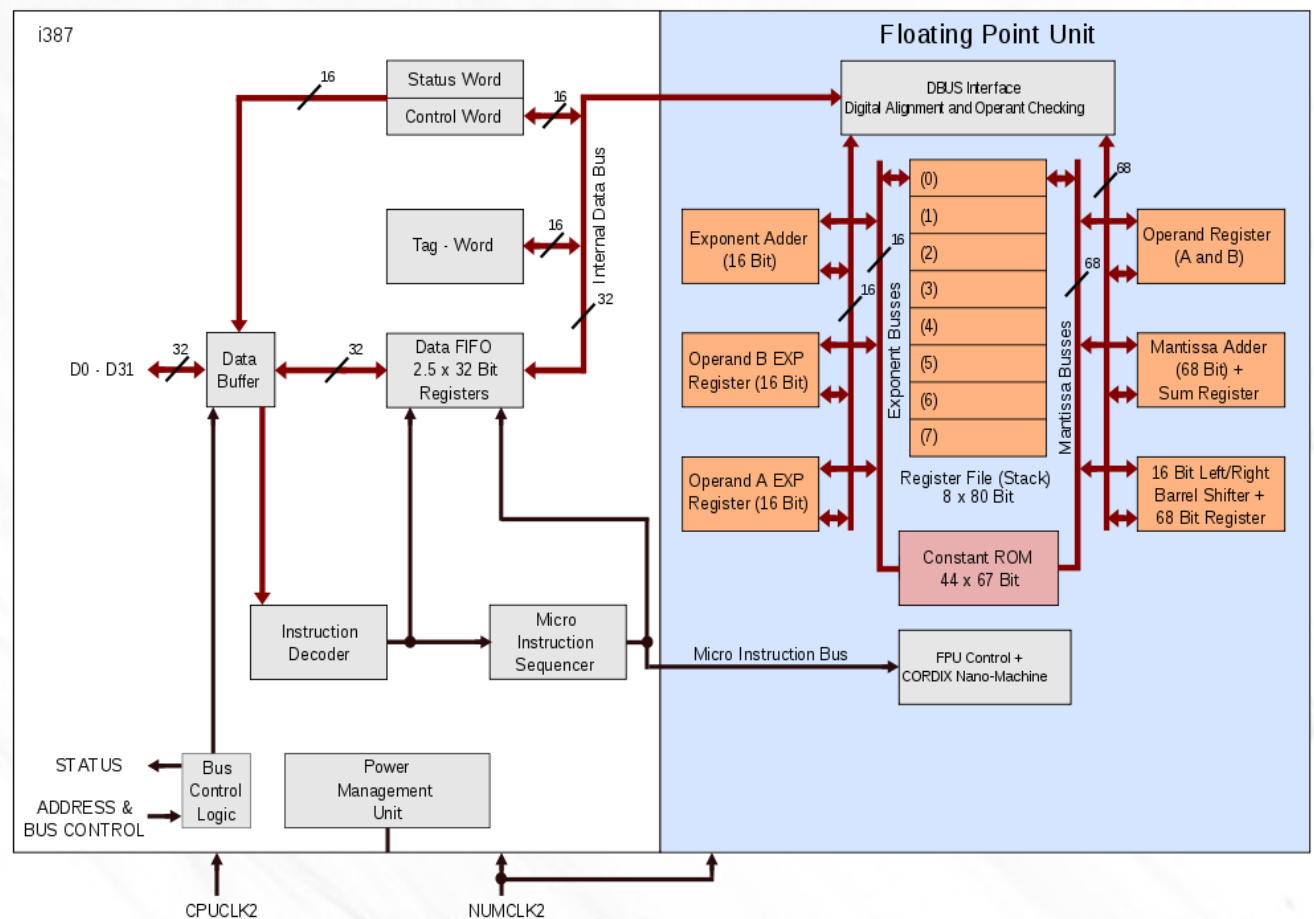 i387
Floating Point Unit
Status Word
Control Word
16
16
DBUS Interface
Digital Alignment and Operant Checking
Internal Data Bus
Tag - Word
16
32
D0 - D31
32
Data
Buffer
32
Data FIFO
2.5 x 32 Bit
Registers
Exponent Adder
(16 Bit)
Operand B EXP
Register (16 Bit)
Operand A EXP
Register (16 Bit)
16
16
Exponent Busses
(0)
(1)
(2)
(3)
(4)
(5)
(6)
(7)
Register File (Stack)
8 x 80 Bit
Mantissa Busses
68
68
Operand Register
(A and B)
Mantissa Adder
(68 Bit) +
Sum Register
16 Bit Left/Right
Barrel Shifter +
68 Bit Register
Constant ROM
44 x 67 Bit
Instruction
Decoder
Micro
Instruction
Sequencer
Micro Instruction Bus
FPU Control +
CORDIX Nano-Machine
STATUS
ADDRESS &
BUS CONTROL
Bus
Control
Logic
Power
Management
Unit
CPUCLK2
NUMCLK2